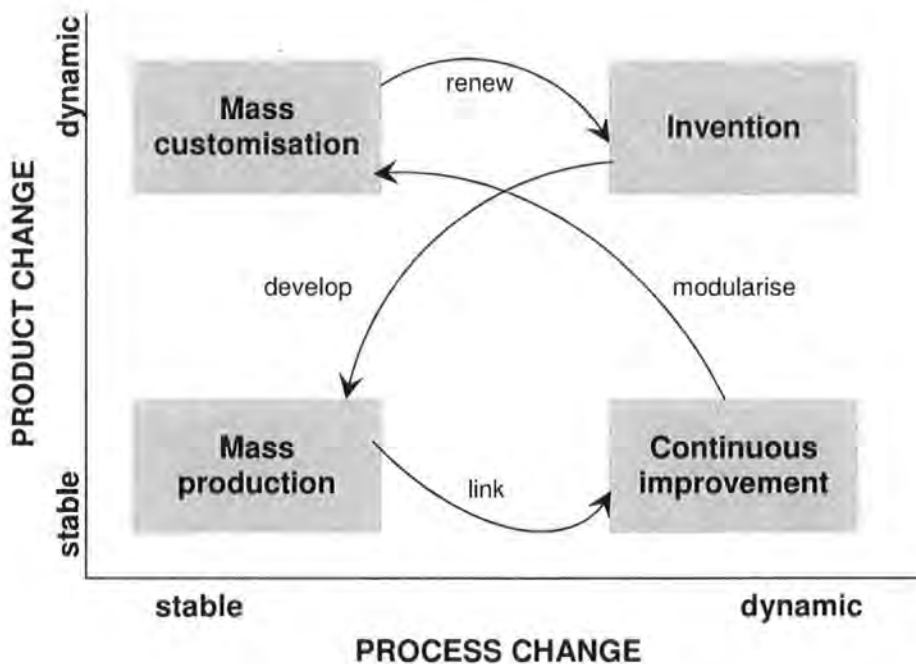 dynamic
PRODUCT CHANGE
stable
Mass
customisation
renew
Invention
develop
modularise
Mass
production
link
Continuous
improvement
stable
dynamic
PROCESS CHANGE